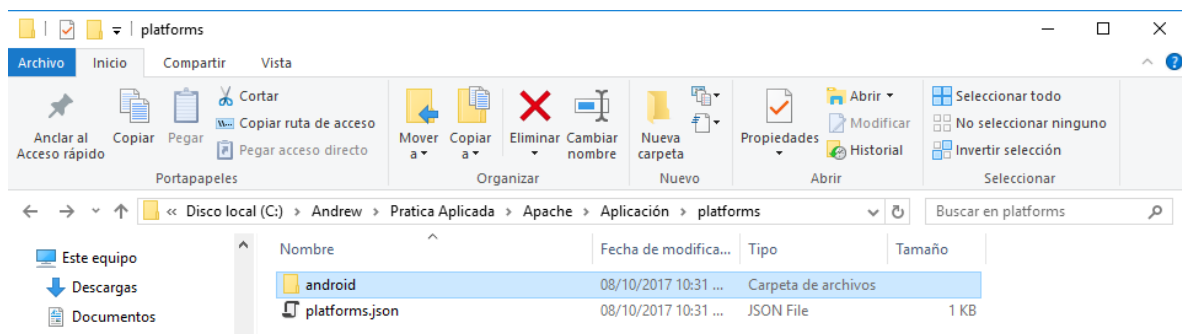 platforms
Archivo Inicio Compartir Vista
Anclar al Acceso rápido
Copiar
Pegar
Cortar
Copiar ruta de acceso
Pegar acceso directo
Portapapeles
Mover a
Copiar a
Eliminar
Cambiar nombre
Organizar
Nueva carpeta
Nuevo
Propiedades
Abrir
Modificar
Historial
Abrir
Seleccionar todo
No seleccionar ninguno
Invertir selección
Seleccionar
« Disco local (C:) > Andrew > Pratica Aplicada > Apache > Aplicación > platforms
Buscar en platforms
Este equipo
Descargas
Documentos
Nombre Fecha de modifica... Tipo Tamaño
android 08/10/2017 10:31 ... Carpeta de archivos
platforms.json 08/10/2017 10:31 ... JSON File 1 KB